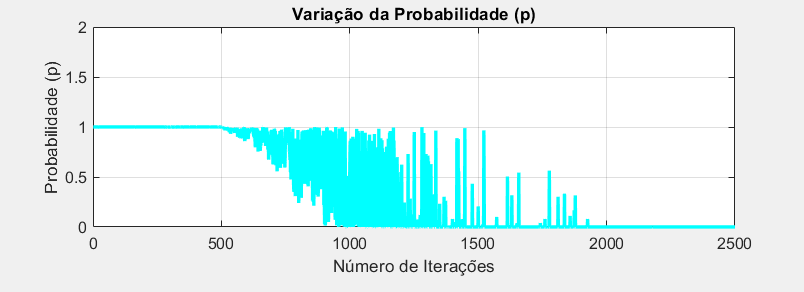 Variação da Probabilidade (p)
Probabilidade (p)
2
1.5
1
0.5
0
0 500 1000 1500 2000 2500
Número de Iterações